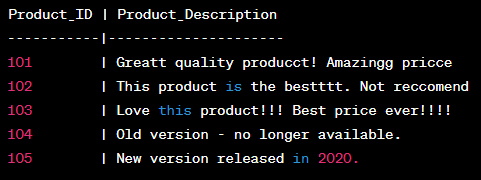 Product_ID | Product_Description
-----------|---------------------
101 | Greatt quality producct! Amazingg pricce
102 | This product is the bestttt. Not reccomend
103 | Love this product!!! Best price ever!!!!
104 | Old version - no longer available.
105 | New version released in 2020.